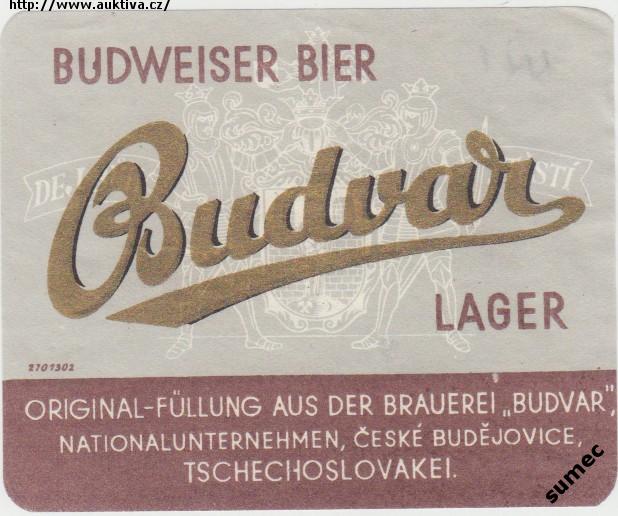 http://www.auktiva.cz/
BUDWEISER BIER
Budvar
LAGER
2701302
ORIGINAL-FÜLLUNG AUS DER BRAUEREI „BUDVAR",
NATIONALUNTERNEHMEN, ČESKÉ BUDĚJOVICE,
TSCHECHOSLOVAKEI.
sumec